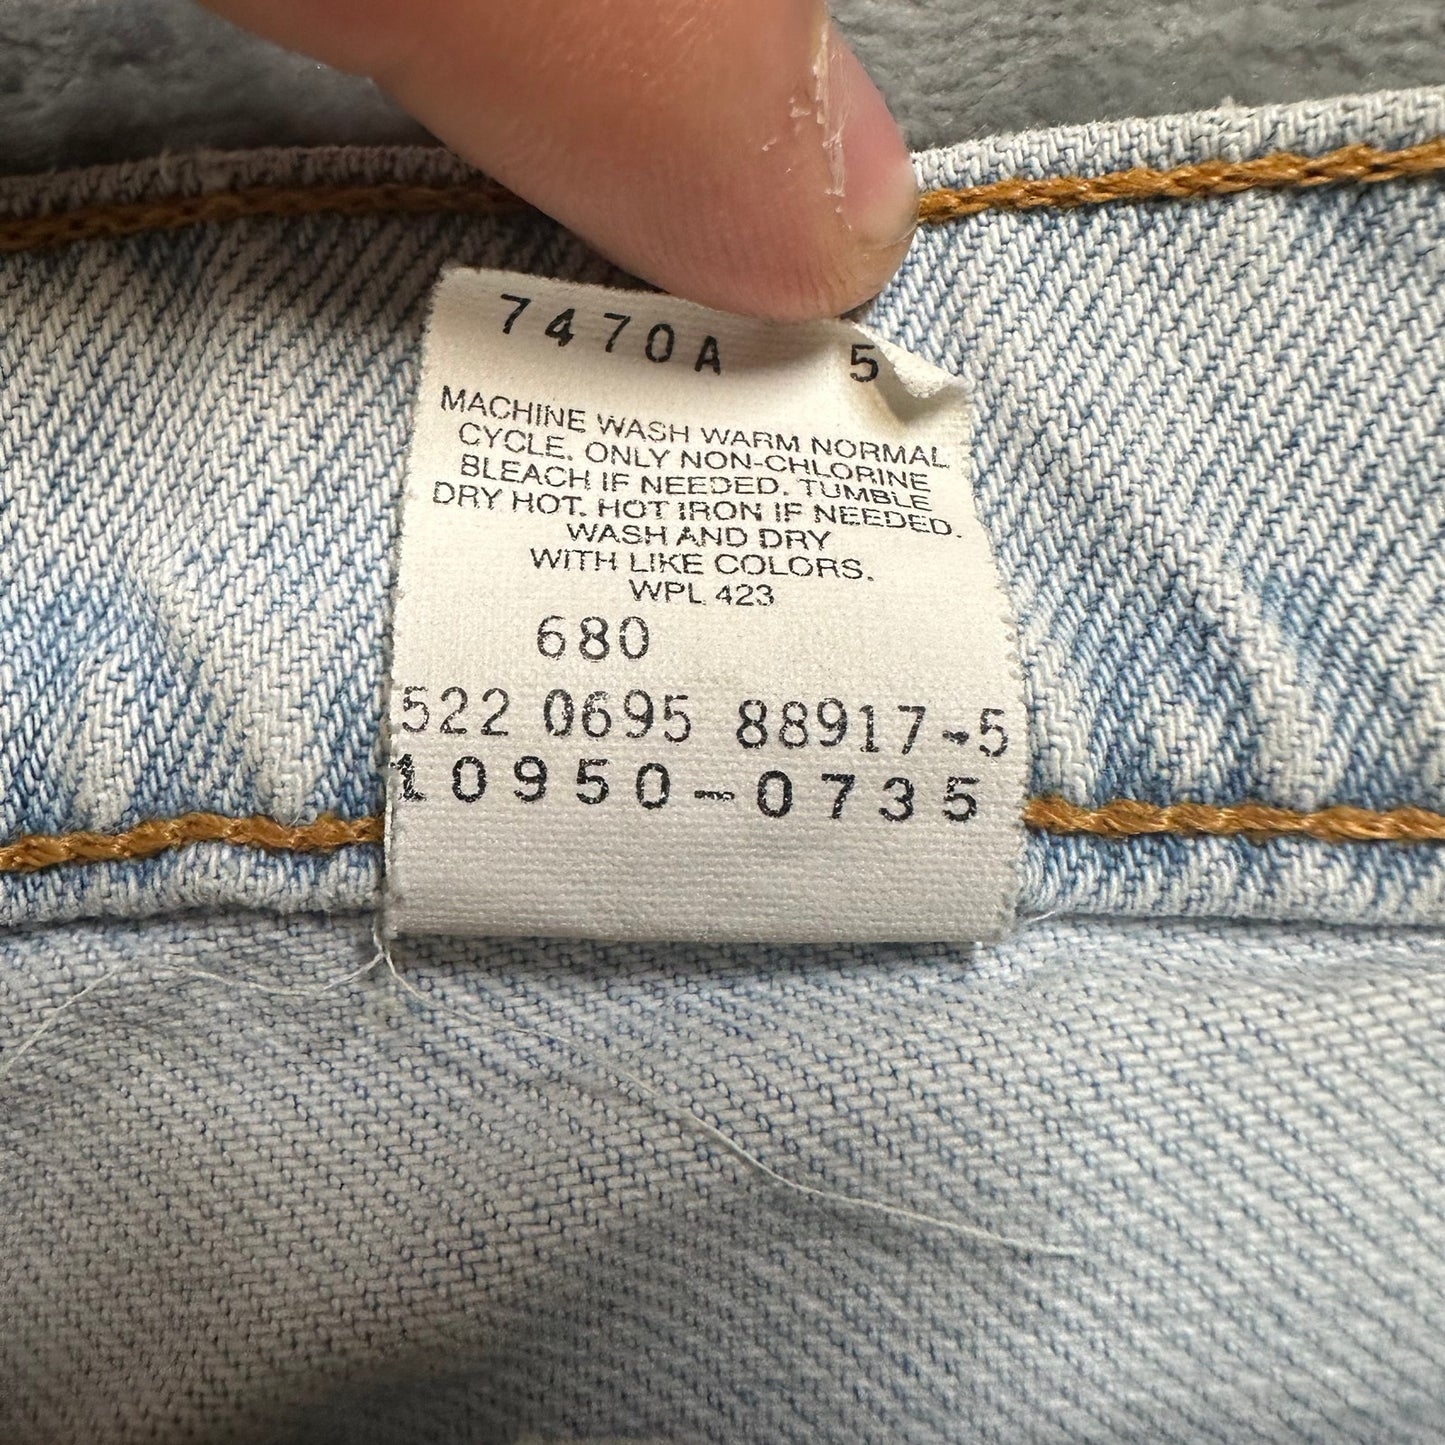 7470A 5
MACHINE WASH WARM NORMAL
CYCLE. ONLY NON-CHLORINE
BLEACH IF NEEDED. TUMBLE
DRY HOT. HOT IRON IF NEEDED.
WASH AND DRY
WITH LIKE COLORS.
WPL 423
680
522 0695 88917-5
10950-0735